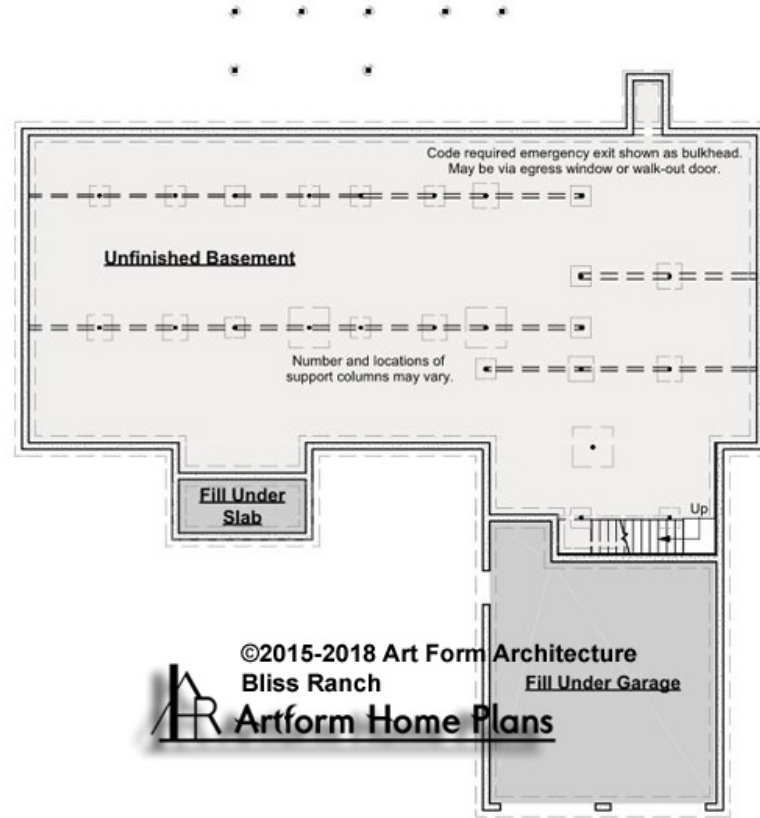 Code required emergency exit shown as bulkhead.
May be via egress window or walk-out door.
Unfinished Basement
Number and locations of
support columns may vary.
Fill Under
Slab
Up
©2015-2018 Art Form Architecture
Bliss Ranch
Fill Under Garage
AHR Artform Home Plans